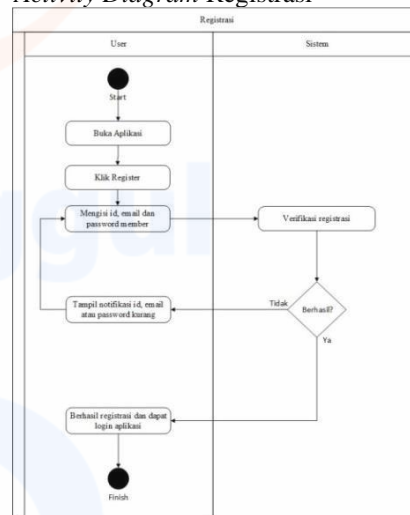 Activity Diagram Registrasi
Registrasi
User
Sistem
Start
Buka Aplikasi
Klik Register
Mengisi id, email dan
password member
Verifikasi registrasi
Tampil notifikasi id, email
atau password kurang
Tidak
Berhasil?
Ya
Berhasil registrasi dan dapat
login aplikasi
Finish